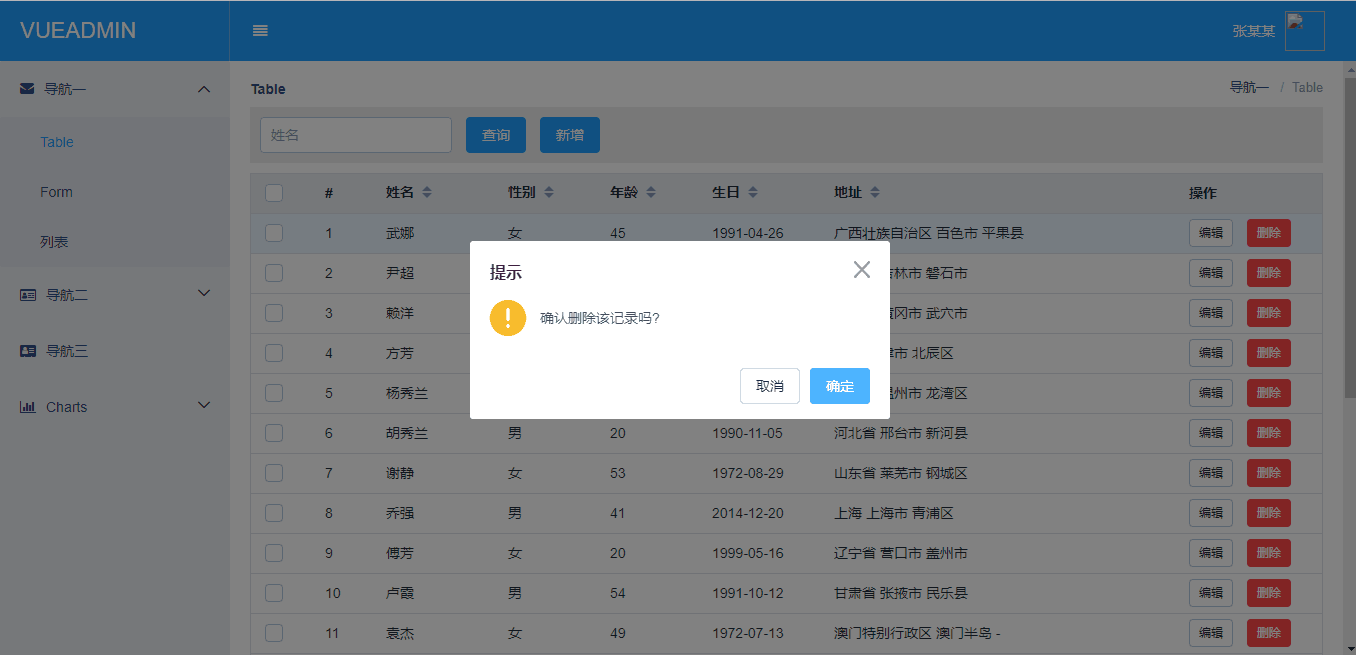 VUEADMIN
张某某
导航一
Table
Form
列表
导航二
导航三
Charts
Table
导航一 / Table
姓名 查询 新增
# 姓名 性别 年龄 生日 地址 操作
1 武娜 女 45 1991-04-26 广西壮族自治区 百色市 平果县 编辑 删除
2 尹超 林市 磐石市 编辑 删除
3 赖洋 冈市 武穴市 编辑 删除
4 方芳 市 北辰区 编辑 删除
5 杨秀兰 州市 龙湾区 编辑 删除
6 胡秀兰 男 20 1990-11-05 河北省 邢台市 新河县 编辑 删除
7 谢静 女 53 1972-08-29 山东省 莱芜市 钢城区 编辑 删除
8 乔强 男 41 2014-12-20 上海 上海市 青浦区 编辑 删除
9 傅芳 女 20 1999-05-16 辽宁省 营口市 盖州市 编辑 删除
10 卢霞 男 54 1991-10-12 甘肃省 张掖市 民乐县 编辑 删除
11 袁杰 女 49 1972-07-13 澳门特别行政区 澳门半岛 - 编辑 删除
提示
确认删除该记录吗?
取消 确定